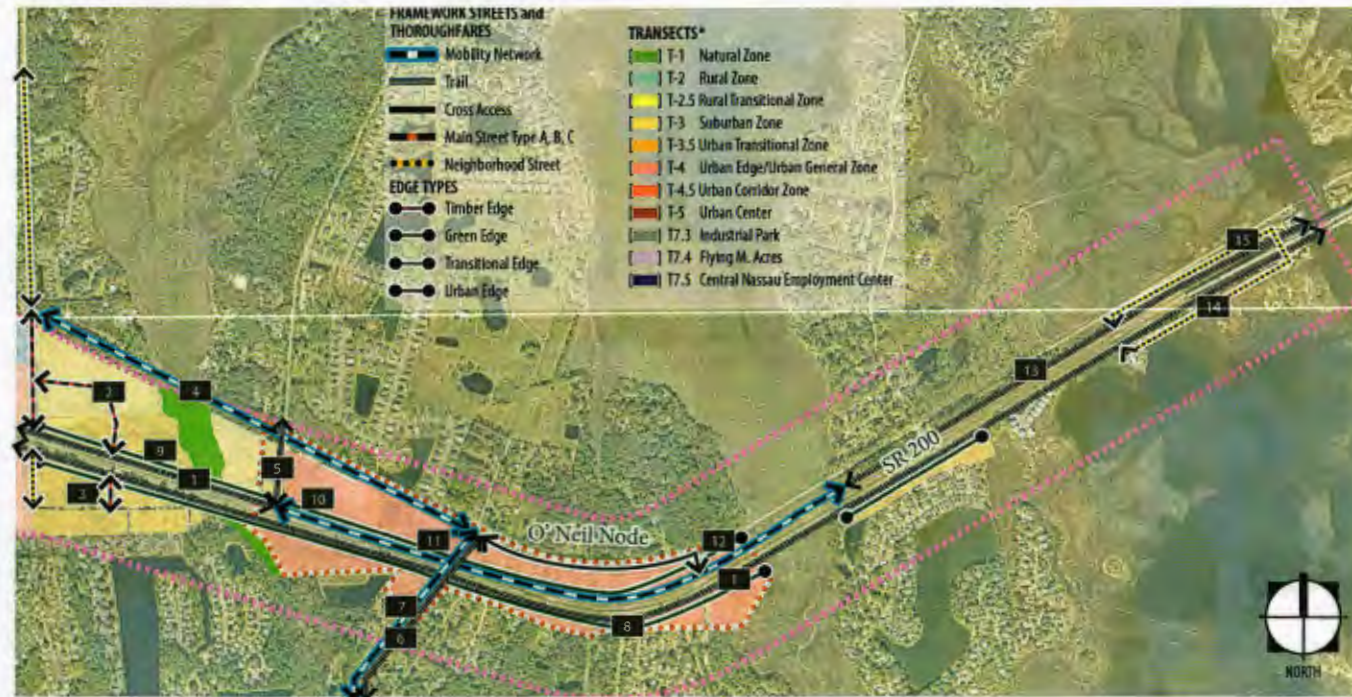 FRAMEWORK STREETS and
THOROUGHFARES
Mobility Network
Trail
Cross Access
Main Street Type A, B, C
Neighborhood Street
EDGE TYPES
Timber Edge
Green Edge
Transitional Edge
Urban Edge
TRANSECTS*
[ ] T-1 Natural Zone
[ ] T-2 Rural Zone
[ ] T-2.5 Rural Transitional Zone
[ ] T-3 Suburban Zone
[ ] T-3.5 Urban Transitional Zone
[ ] T-4 Urban Edge/Urban General Zone
[ ] T-4.5 Urban Corridor Zone
[ ] T-5 Urban Center
[ ] T7.3 Industrial Park
[ ] T7.4 Flying M. Acres
[ ] T7.5 Central Nassau Employment Center
15
14
13
4
2
SR 200
9
5
1
3
10
O' Neil Node
11
12
1
7
8
6
NORTH